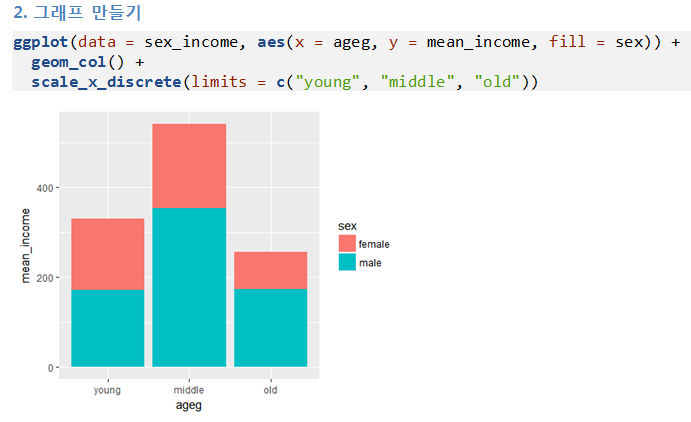 2. 그래프 만들기
ggplot(data = sex_income, aes(x = ageg, y = mean_income, fill = sex)) +
  geom_col() +
  scale_x_discrete(limits = c("young", "middle", "old"))
mean_income
400
200
0
young middle old
ageg
sex
female
male